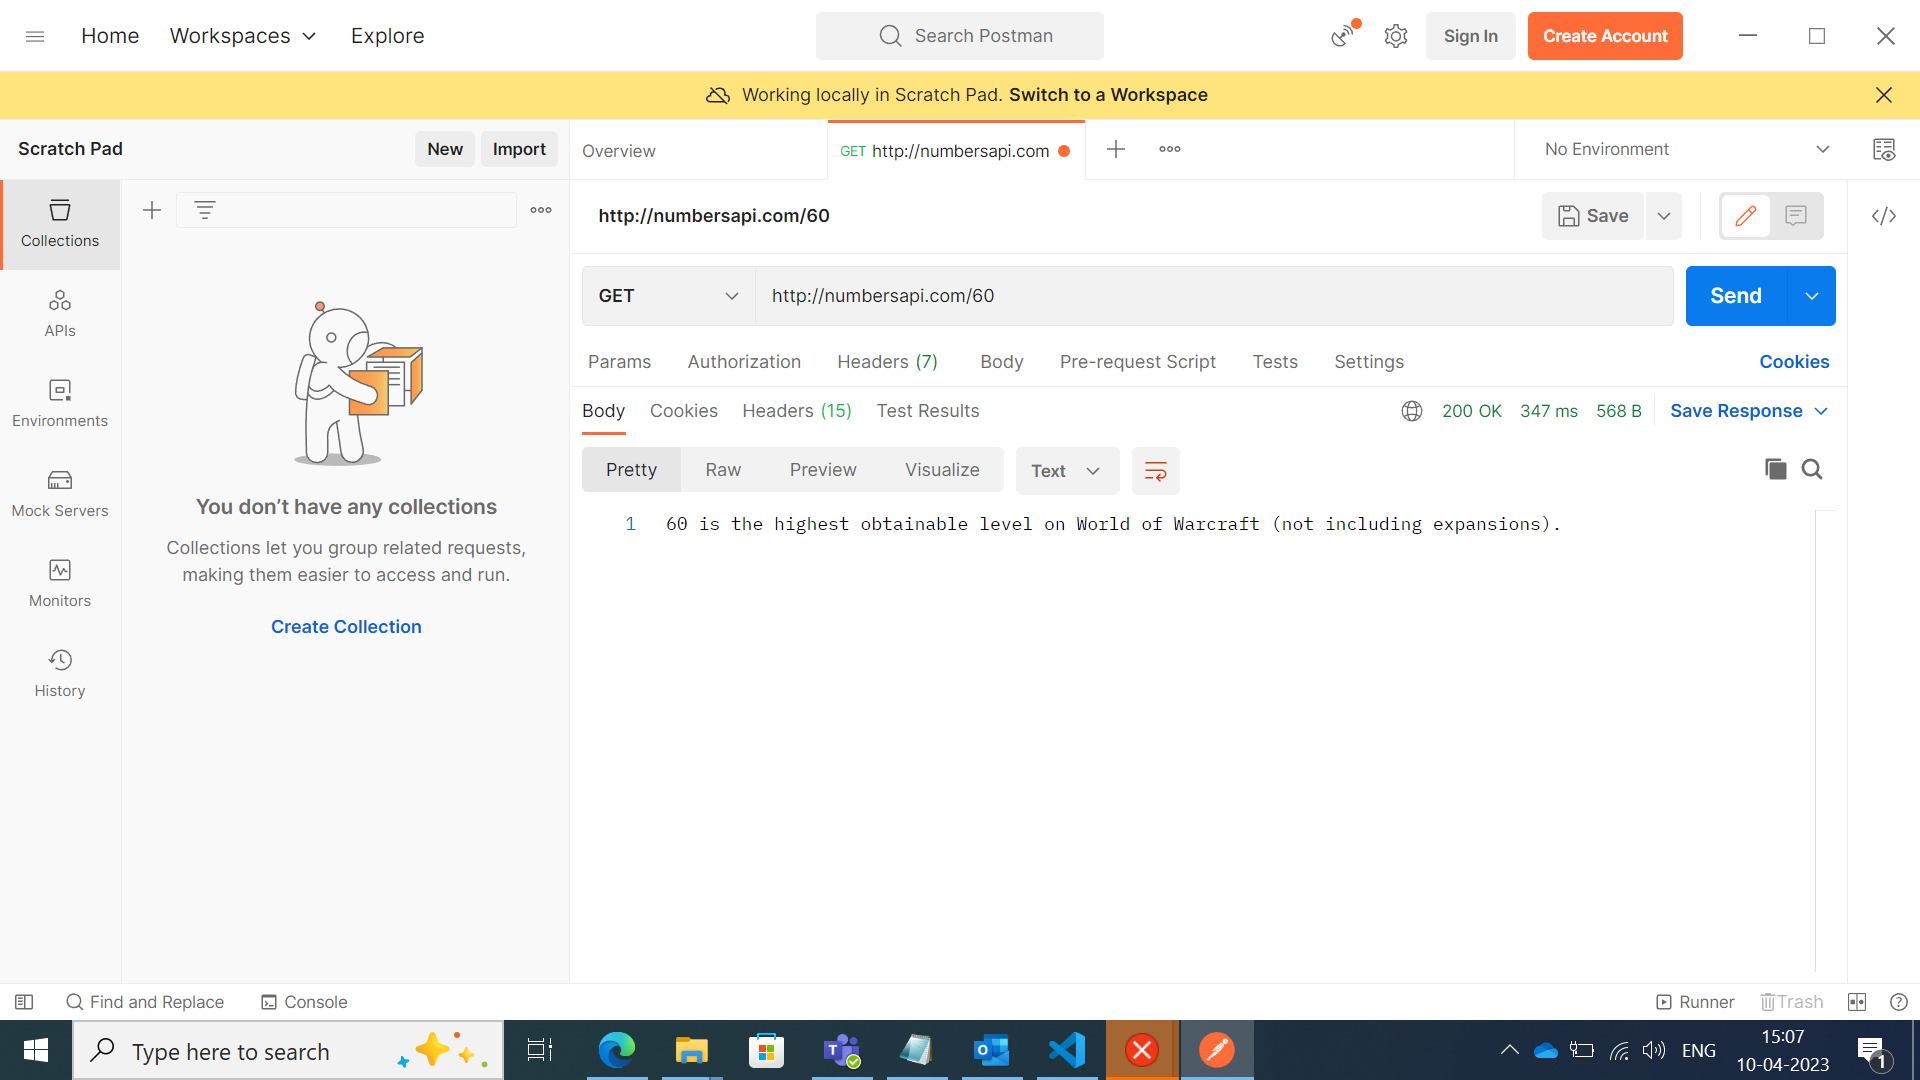 Home Workspaces Explore
Search Postman
Sign In Create Account
Working locally in Scratch Pad. Switch to a Workspace
Scratch Pad
New Import
Overview
GET http://numbersapi.com
No Environment
Collections
APIs
Environments
Mock Servers
Monitors
History
You don’t have any collections
Collections let you group related requests,
making them easier to access and run.
Create Collection
http://numbersapi.com/60
Save
GET http://numbersapi.com/60
Send
Params Authorization Headers (7) Body Pre-request Script Tests Settings Cookies
Body Cookies Headers (15) Test Results
200 OK 347 ms 568 B Save Response
Pretty Raw Preview Visualize Text
1 60 is the highest obtainable level on World of Warcraft (not including expansions).
Find and Replace Console
Runner Trash
Type here to search
ENG
15:07
10-04-2023
1